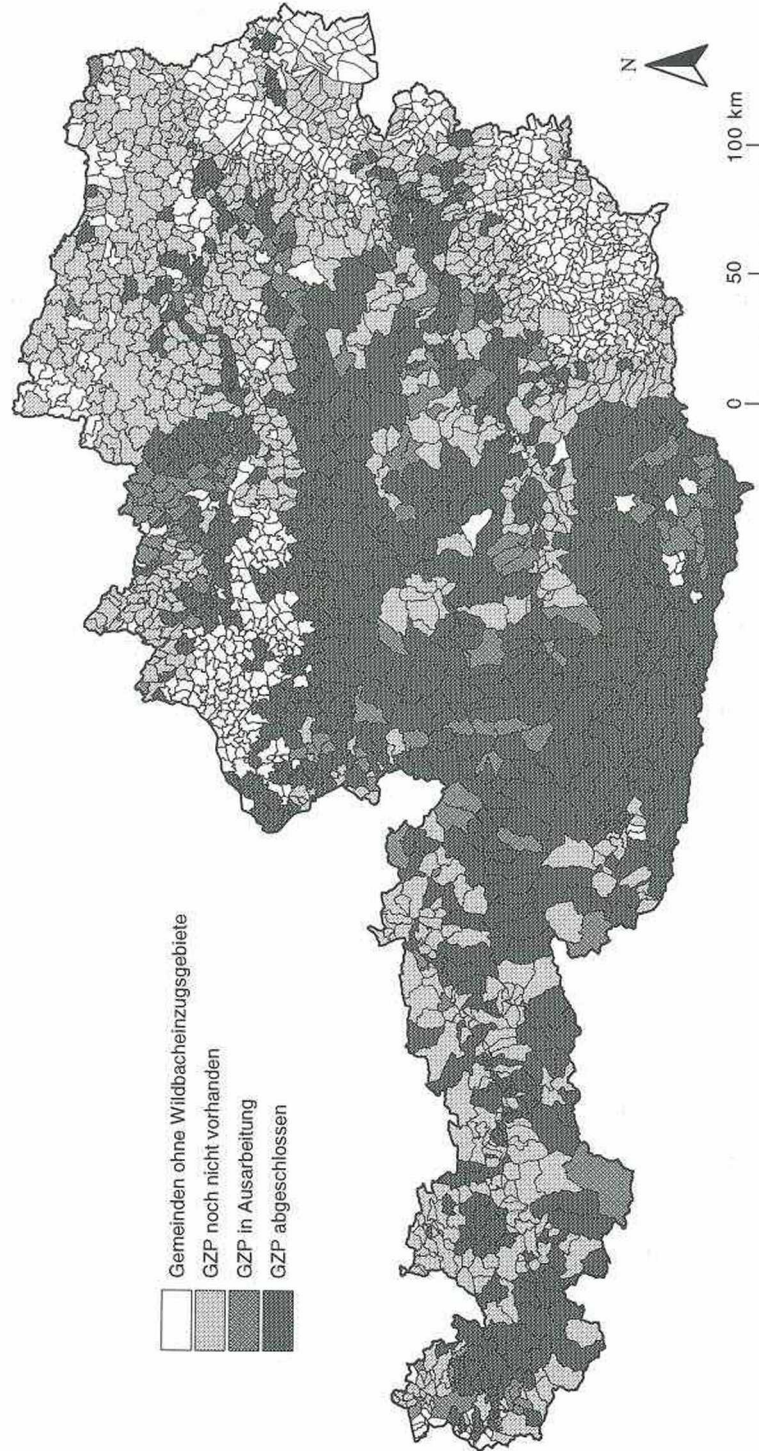 Gemeinden ohne Wildbacheinzugsgebiete
GZP noch nicht vorhanden
GZP in Ausarbeitung
GZP abgeschlossen
N
0 50 100 km